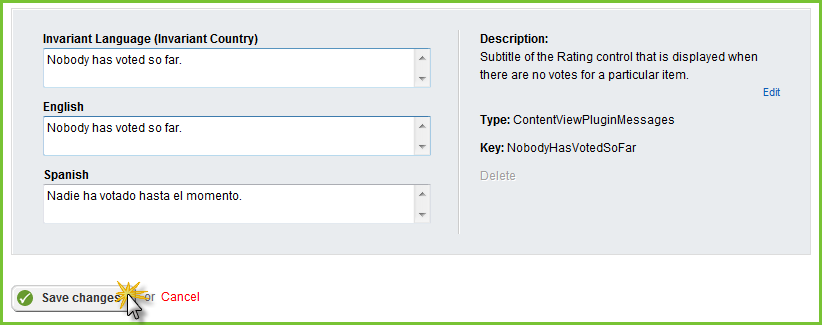 Invariant Language (Invariant Country)
Nobody has voted so far.
English
Nobody has voted so far.
Spanish
Nadie ha votado hasta el momento.
Description:
Subtitle of the Rating control that is displayed when
there are no votes for a particular item.
Edit
Type: ContentViewPluginMessages
Key: NobodyHasVotedSoFar
Delete
Save changes or Cancel